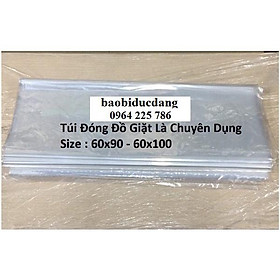 baobiducdang
0964 225 786
Túi Đóng Đồ Giặt Là Chuyên Dụng
Size : 60x90 - 60x100